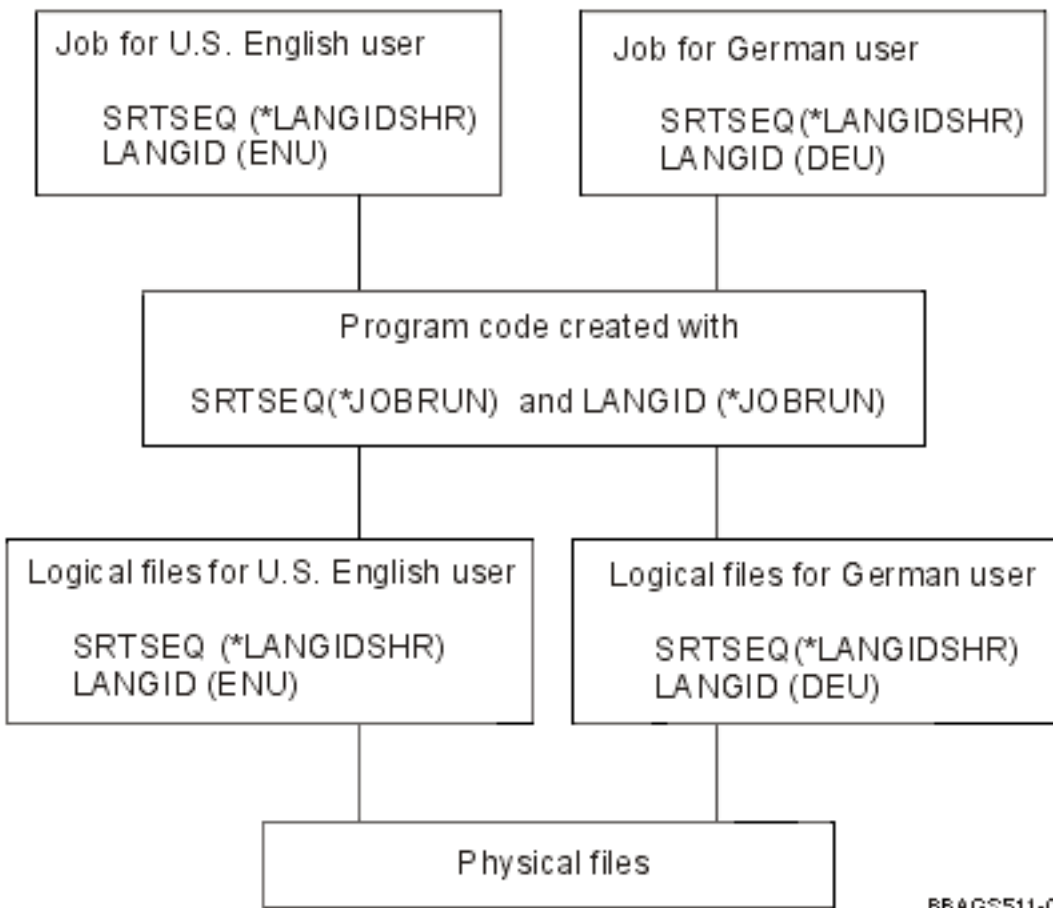 Job for U.S. English user
SRTSEQ (*LANGIDSHR)
LANGID (ENU)
Job for German user
SRTSEQ(*LANGIDSHR)
LANGID (DEU)
Program code created with
SRTSEQ(*JOBRUN) and LANGID (*JOBRUN)
Logical files for U.S. English user
SRTSEQ (*LANGIDSHR)
LANGID (ENU)
Logical files for German user
SRTSEQ(*LANGIDSHR)
LANGID (DEU)
Physical files